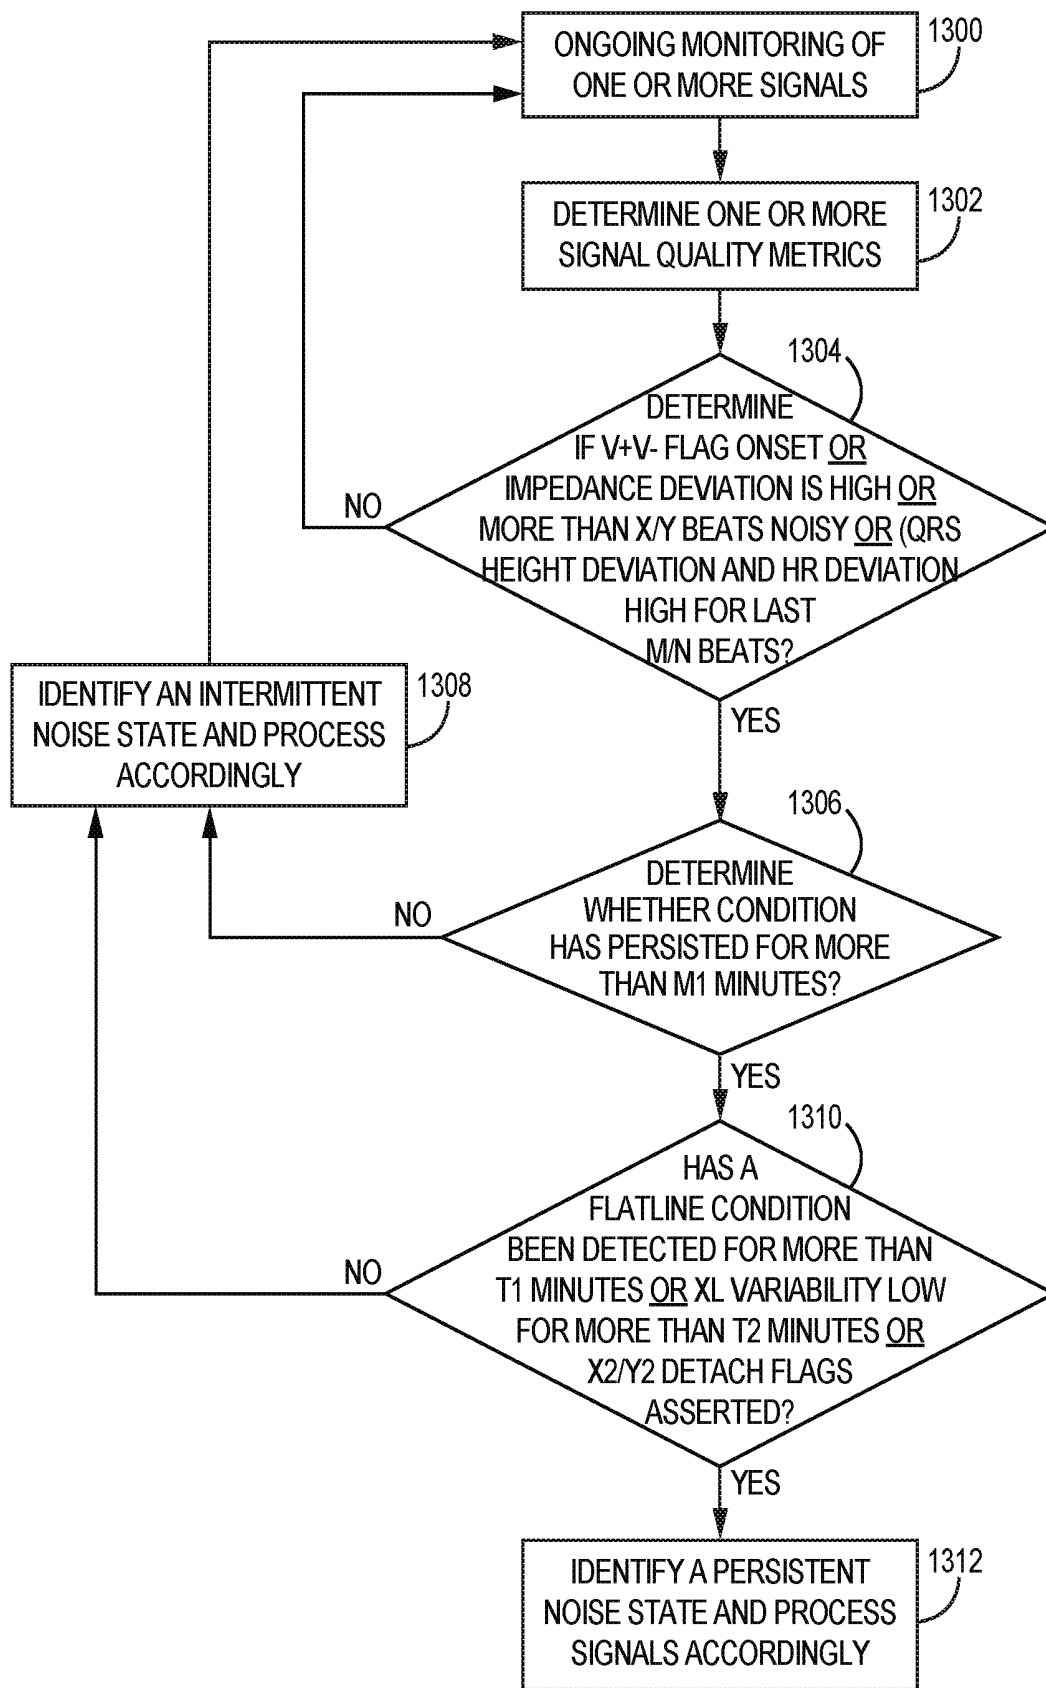 ONGOING MONITORING OF
ONE OR MORE SIGNALS
1300
DETERMINE ONE OR MORE
SIGNAL QUALITY METRICS
1302
1304
DETERMINE
IF V+V- FLAG ONSET OR
IMPEDANCE DEVIATION IS HIGH OR
MORE THAN X/Y BEATS NOISY OR (QRS
HEIGHT DEVIATION AND HR DEVIATION
HIGH FOR LAST
M/N BEATS?
NO
YES
IDENTIFY AN INTERMITTENT
NOISE STATE AND PROCESS
ACCORDINGLY
1308
1306
DETERMINE
WHETHER CONDITION
HAS PERSISTED FOR MORE
THAN M1 MINUTES?
NO
YES
1310
HAS A
FLATLINE CONDITION
BEEN DETECTED FOR MORE THAN
T1 MINUTES OR XL VARIABILITY LOW
FOR MORE THAN T2 MINUTES OR
X2/Y2 DETACH FLAGS
ASSERTED?
NO
YES
IDENTIFY A PERSISTENT
NOISE STATE AND PROCESS
SIGNALS ACCORDINGLY
1312